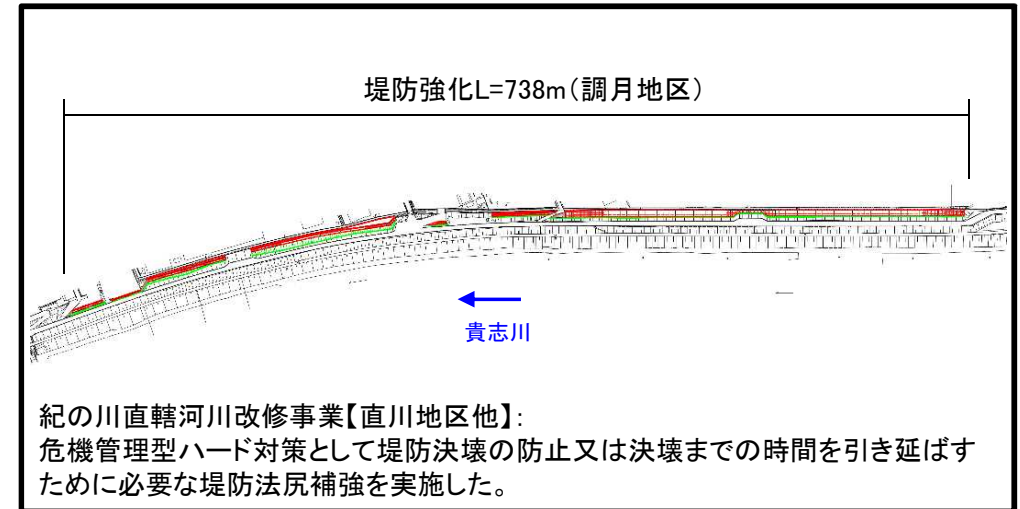 堤防強化L=738m(調月地区)
貴志川
紀の川直轄河川改修事業【直川地区他】:
危機管理型ハード対策として堤防決壊の防止又は決壊までの時間を引き延ばす
ために必要な堤防法尻補強を実施した。